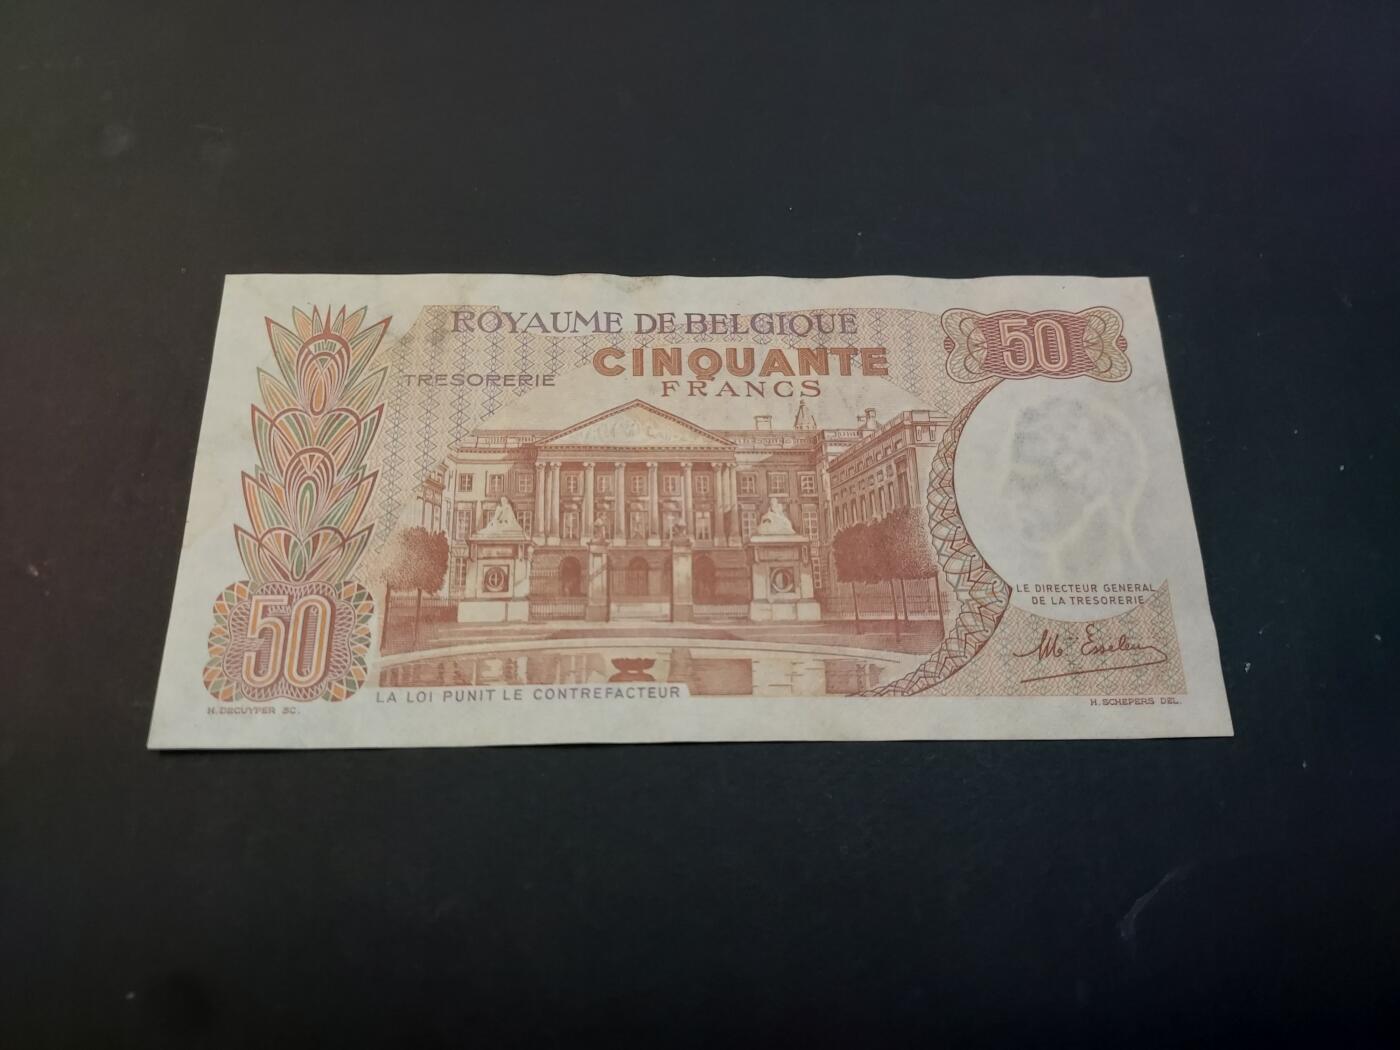 ROYAUME DE BELGIQUE
CINQUANTE
FRANCS
TRESORERIE
50
50
LE DIRECTEUR GENERAL
DE LA TRESORERIE
LA LOI PUNIT LE CONTREFACTEUR
H. DECUYPER SC.
H. SCHEPERS DEL.